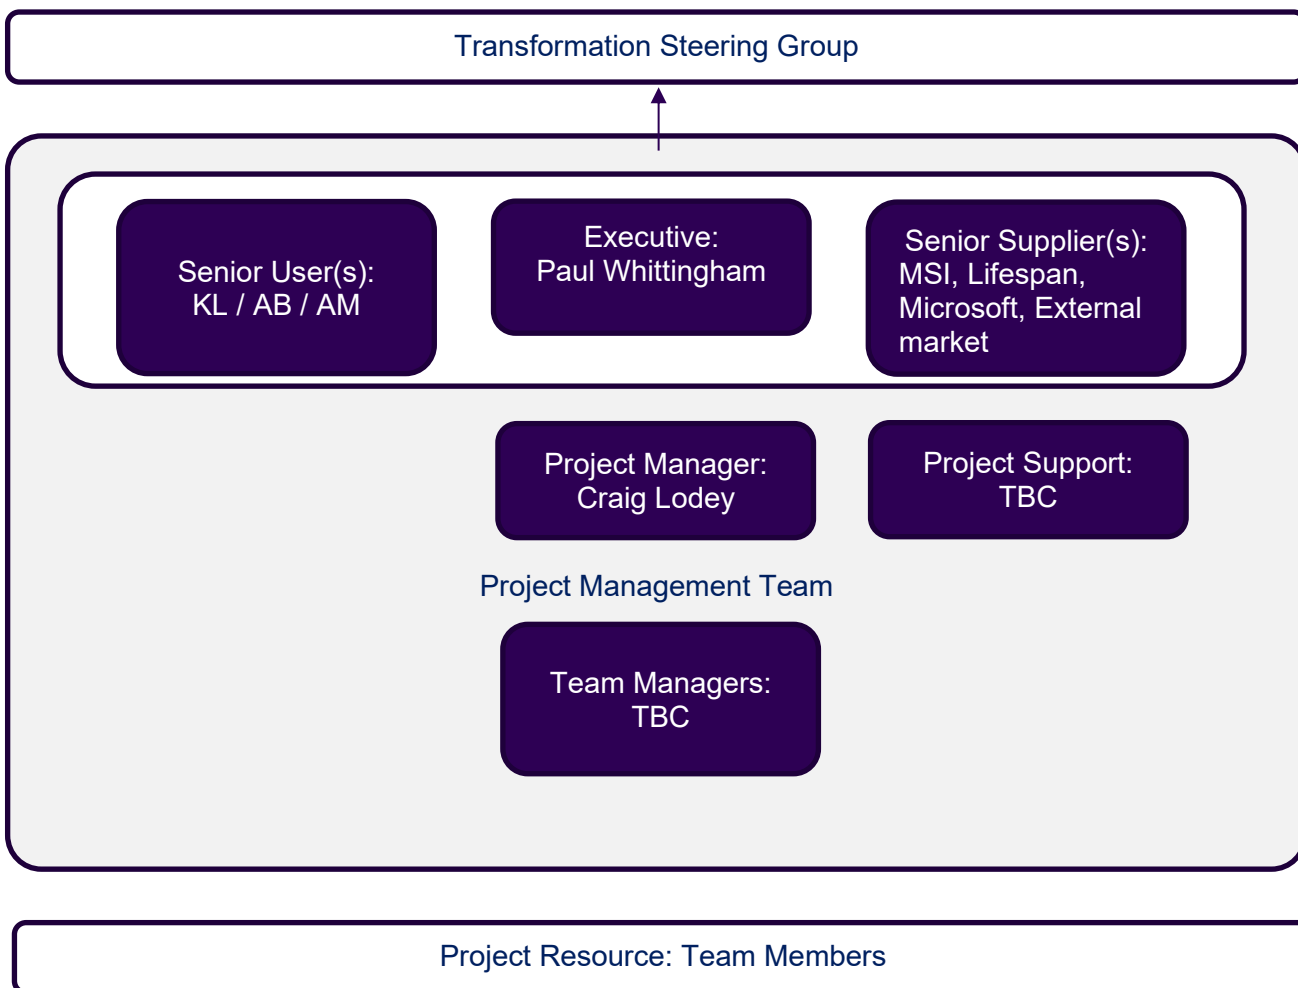 Transformation Steering Group
Senior User(s):
KL / AB / AM
Executive:
Paul Whittingham
Senior Supplier(s):
MSI, Lifespan,
Microsoft, External
market
Project Manager:
Craig Lodey
Project Support:
TBC
Project Management Team
Team Managers:
TBC
Project Resource: Team Members